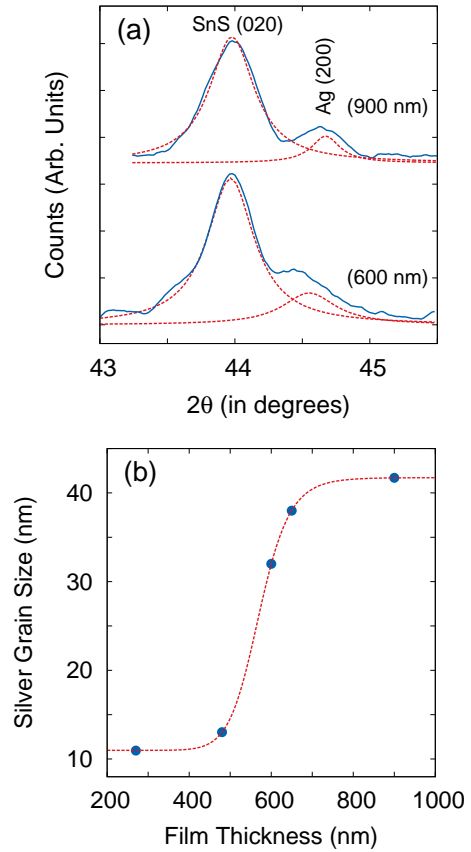 (a)
SnS (020)
Ag (200)
(900 nm)
(600 nm)
Counts (Arb. Units)
43
44
45
2θ (in degrees)
(b)
40
30
20
10
Silver Grain Size (nm)
200
400
600
800
1000
Film Thickness (nm)